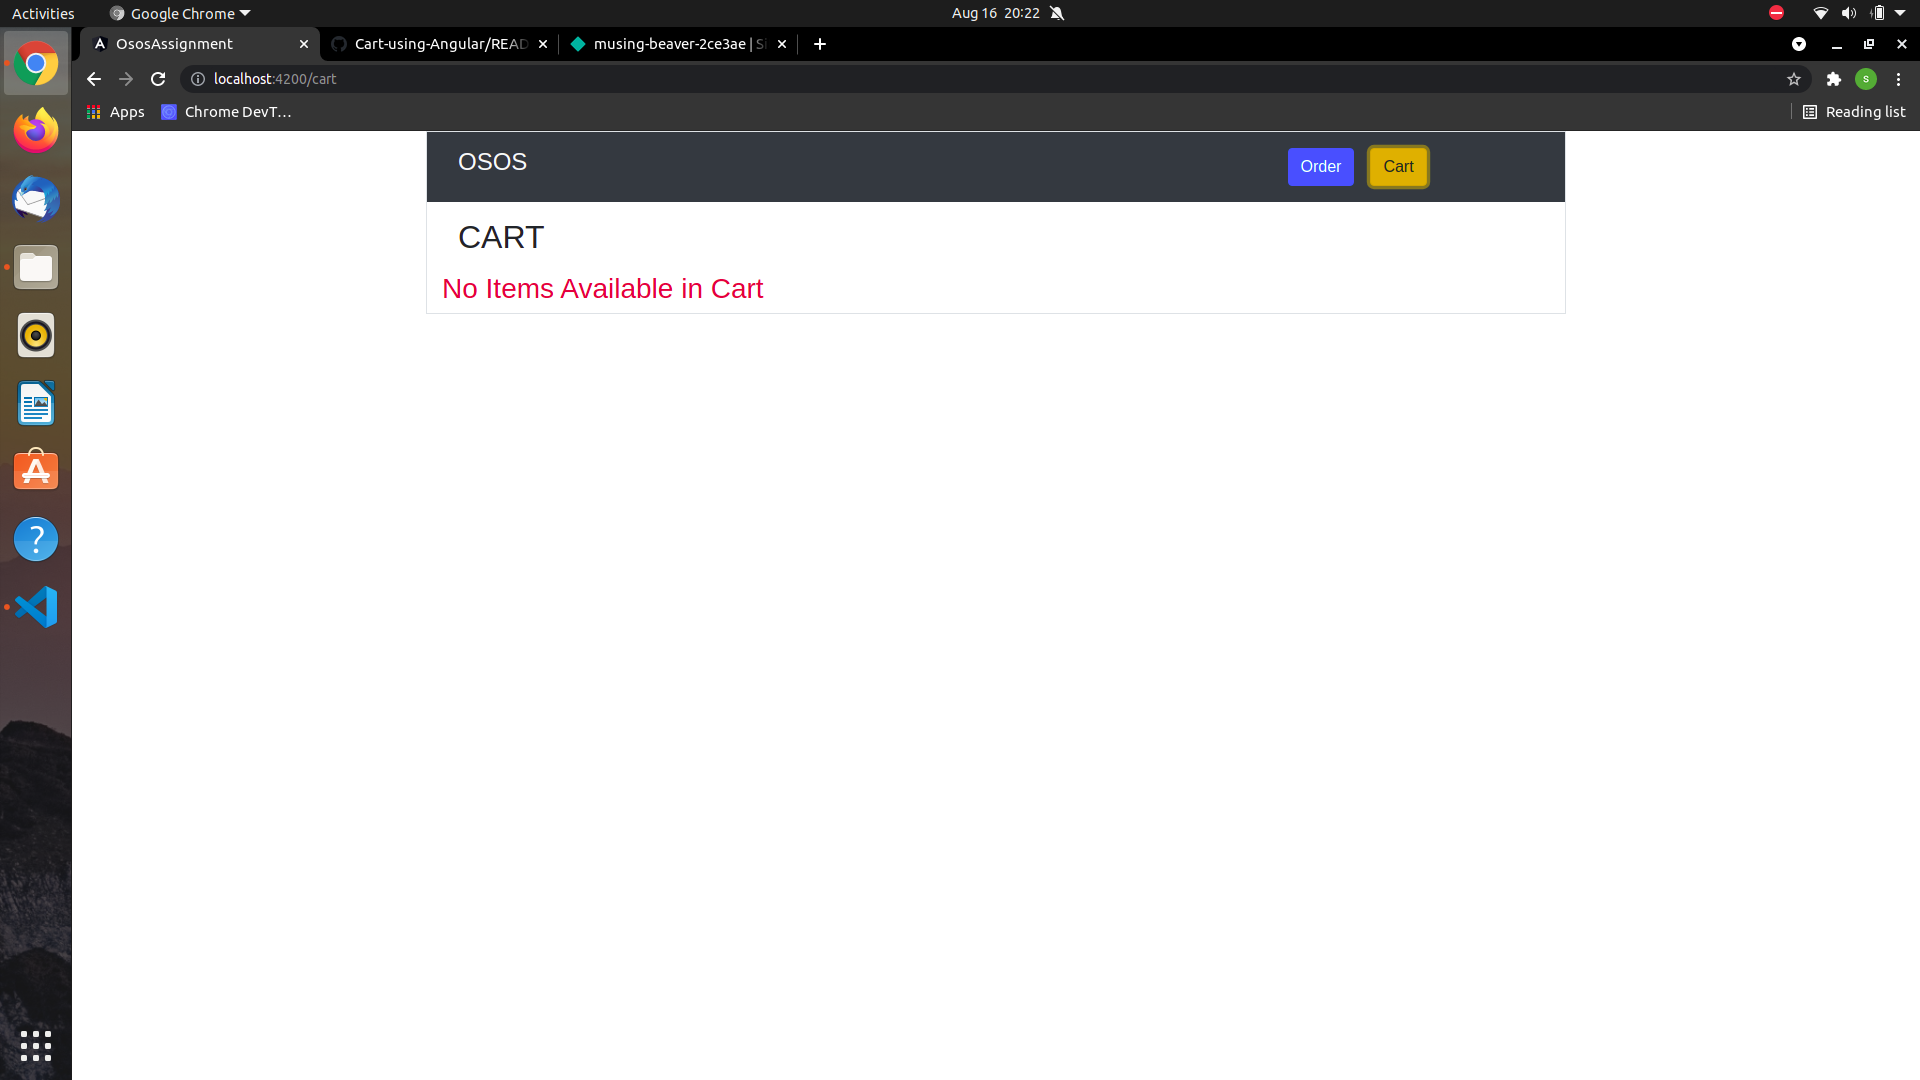 Activities
Google Chrome
Aug 16 20:22
OsosAssignment
Cart-using-Angular/READ
musing-beaver-2ce3ae | Si
localhost:4200/cart
S
Apps
Chrome DevT...
Reading list
OSOS
Order
Cart
CART
No Items Available in Cart